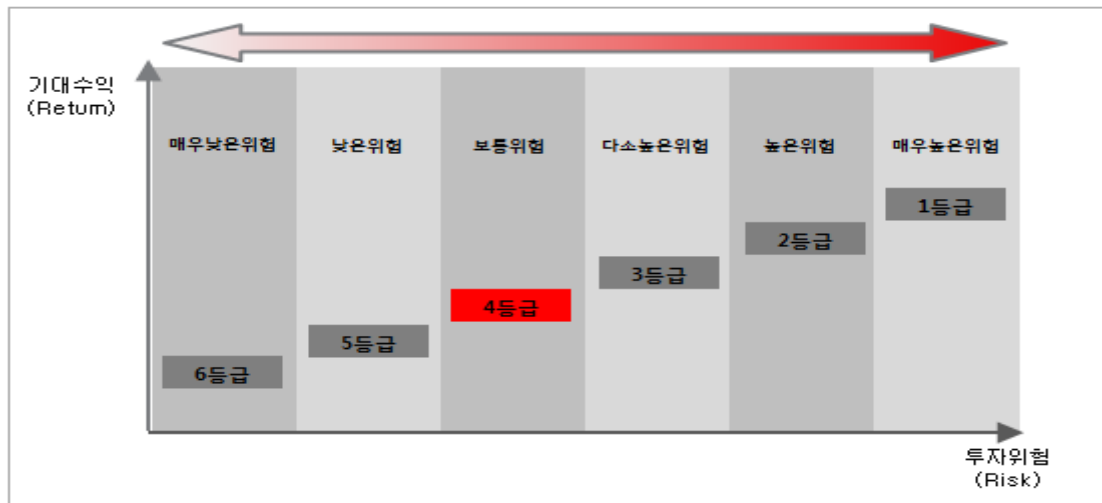 기대수익
(Retum)
매우낮은위험
낮은위험
보통위험
다소높은위험
높은위험
매우높은위험
1등급
2등급
3등급
4등급
5등급
6등급
투자위험
(Risk)